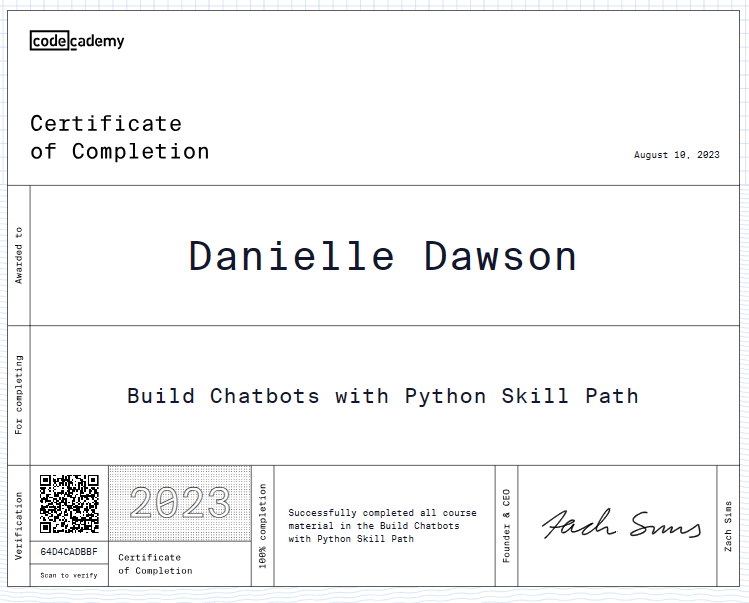 codecademy
Certificate
of Completion
August 10, 2023
Awarded to
Danielle Dawson
For completing
Build Chatbots with Python Skill Path
Verification
64D4CADBBF
Scan to verify
2023
Certificate
of Completion
100% completion
Successfully completed all course
material in the Build Chatbots
with Python Skill Path
Founder & CEO
Zach Sims
Zach Sims